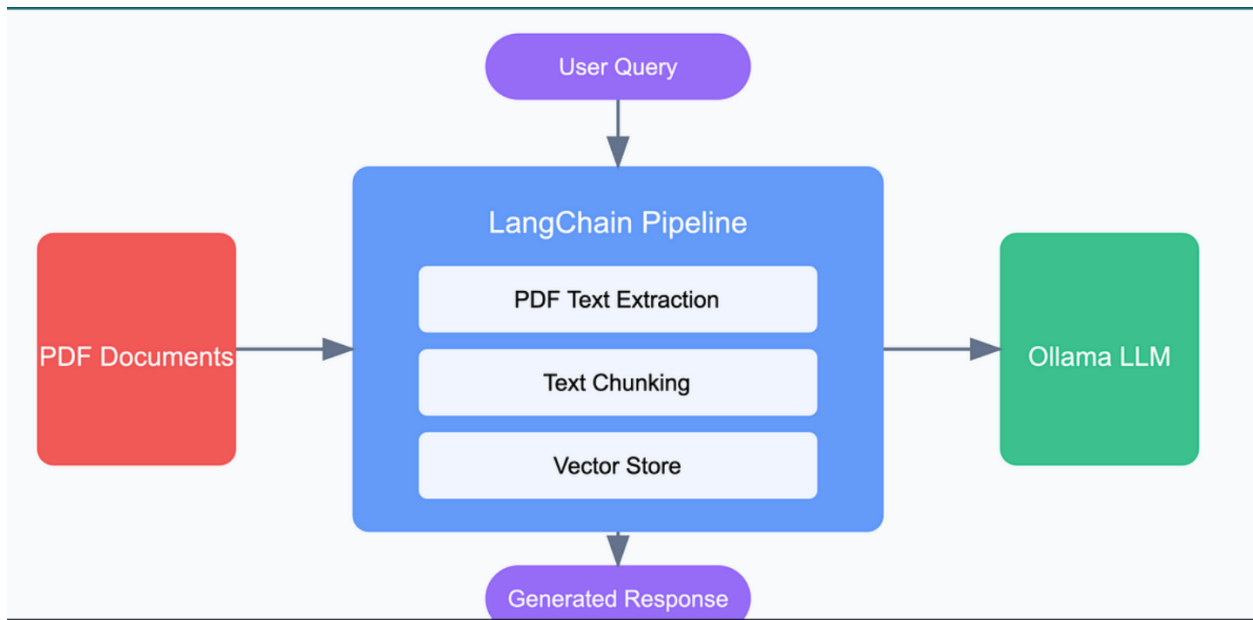 User Query
LangChain Pipeline
PDF Text Extraction
PDF Documents
Text Chunking
Ollama LLM
Vector Store
Generated Response